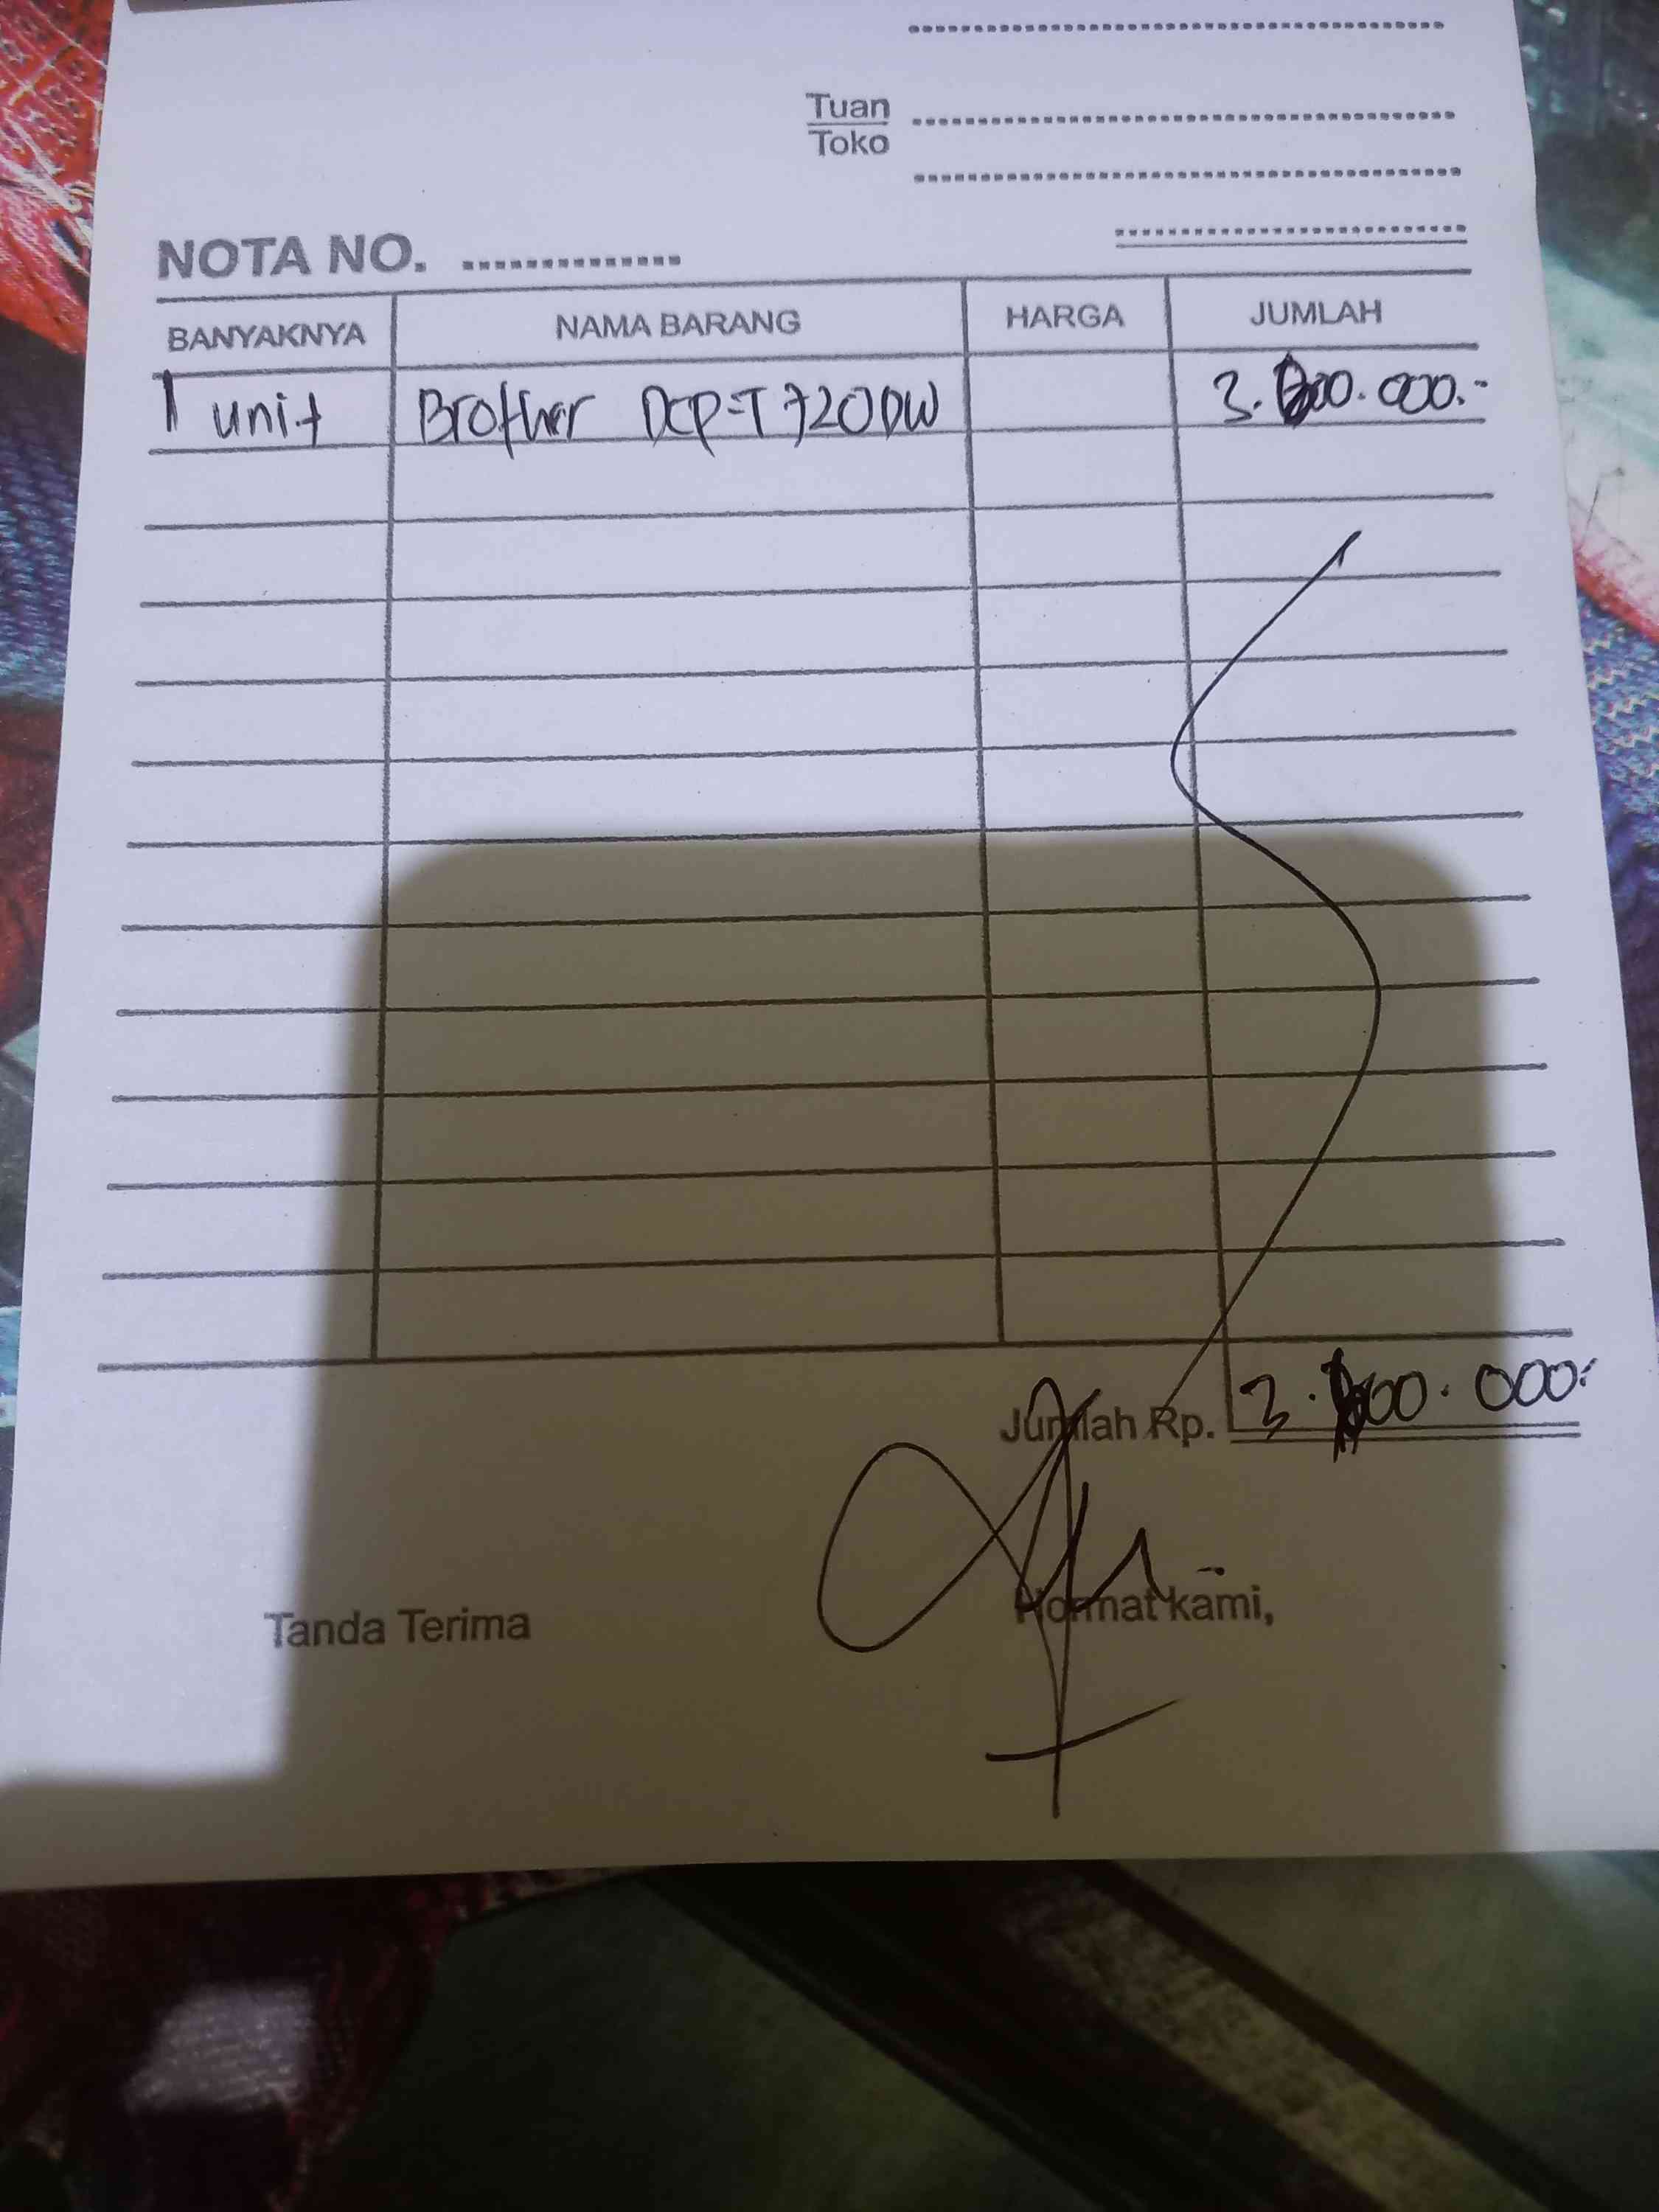 Tuan
Toko
NOTA NO. ..............
BANYAKNYA NAMA BARANG HARGA JUMLAH
1 unit Brother DCP-T720DW
Jumlah Rp.
Tanda Terima Hormat kami,